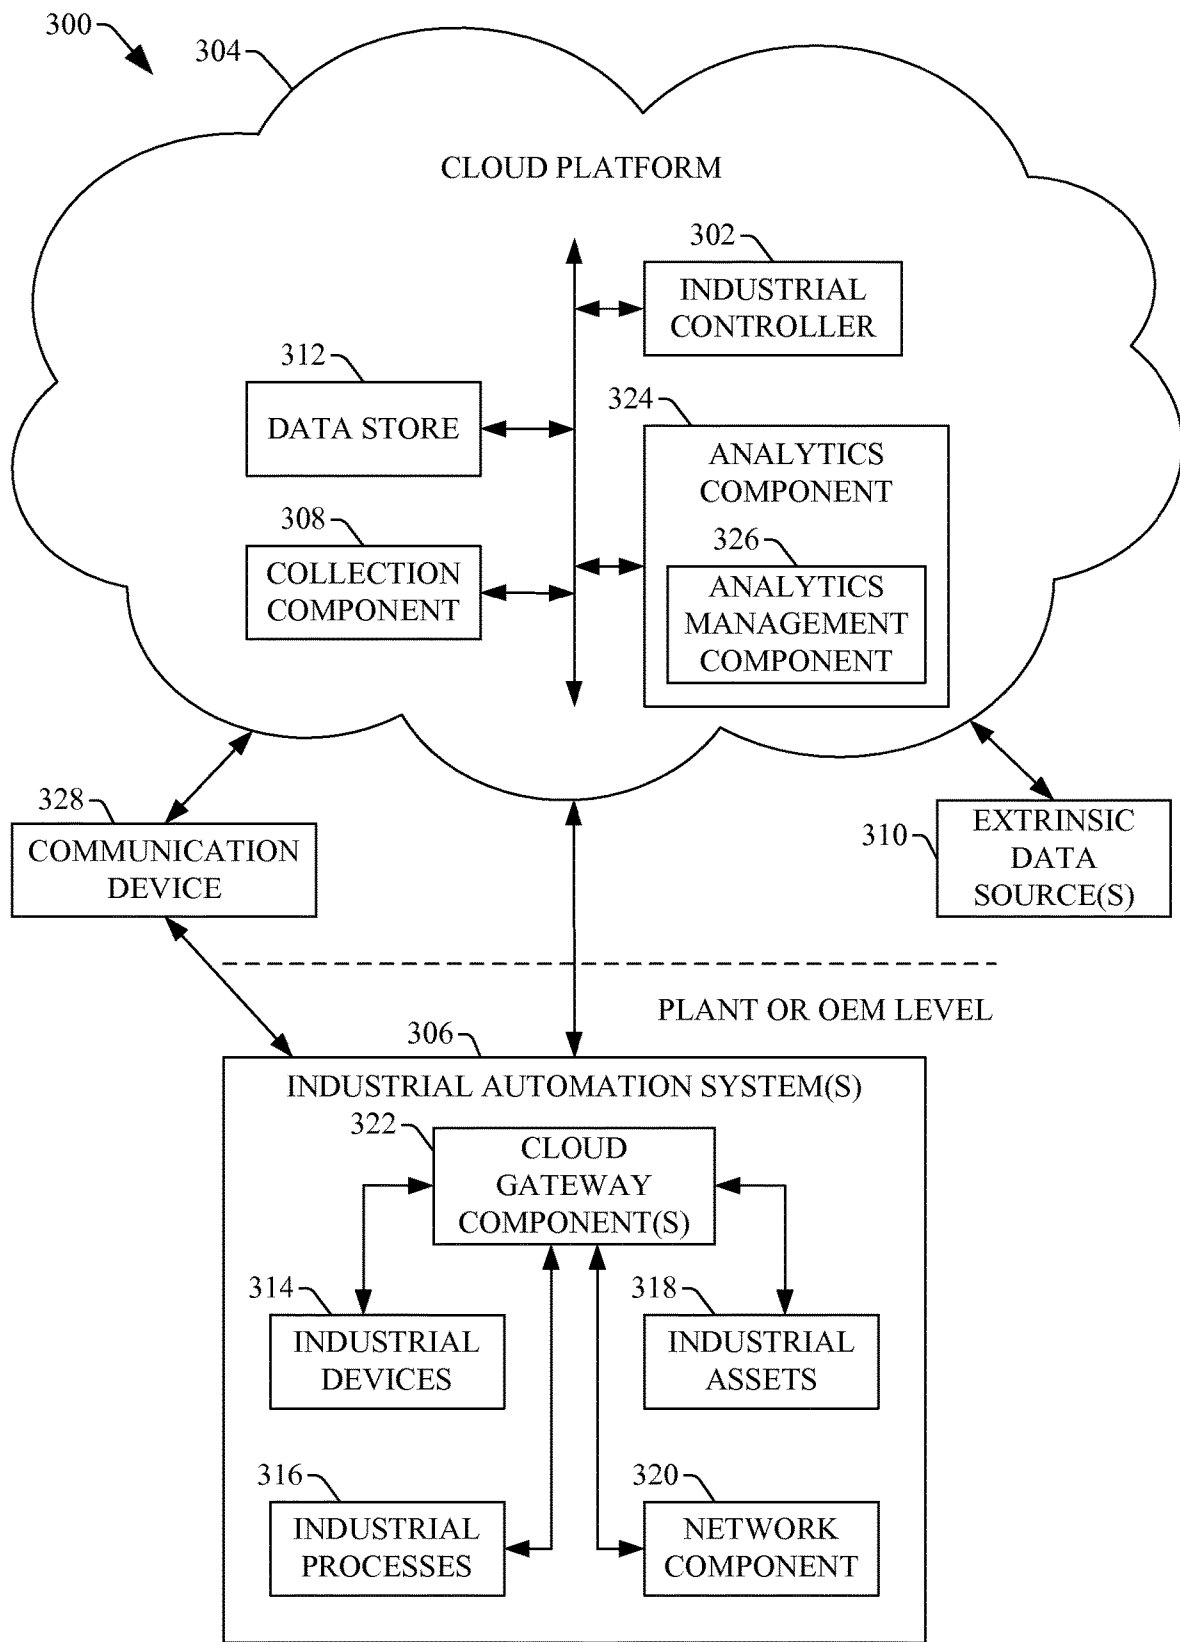 300
304
CLOUD PLATFORM
302
INDUSTRIAL
CONTROLLER
312
DATA STORE
324
ANALYTICS
COMPONENT
308
COLLECTION
COMPONENT
326
ANALYTICS
MANAGEMENT
COMPONENT
328
COMMUNICATION
DEVICE
310
EXTRINSIC
DATA
SOURCE(S)
PLANT OR OEM LEVEL
306
INDUSTRIAL AUTOMATION SYSTEM(S)
322
CLOUD
GATEWAY
COMPONENT(S)
314
INDUSTRIAL
DEVICES
318
INDUSTRIAL
ASSETS
316
INDUSTRIAL
PROCESSES
320
NETWORK
COMPONENT